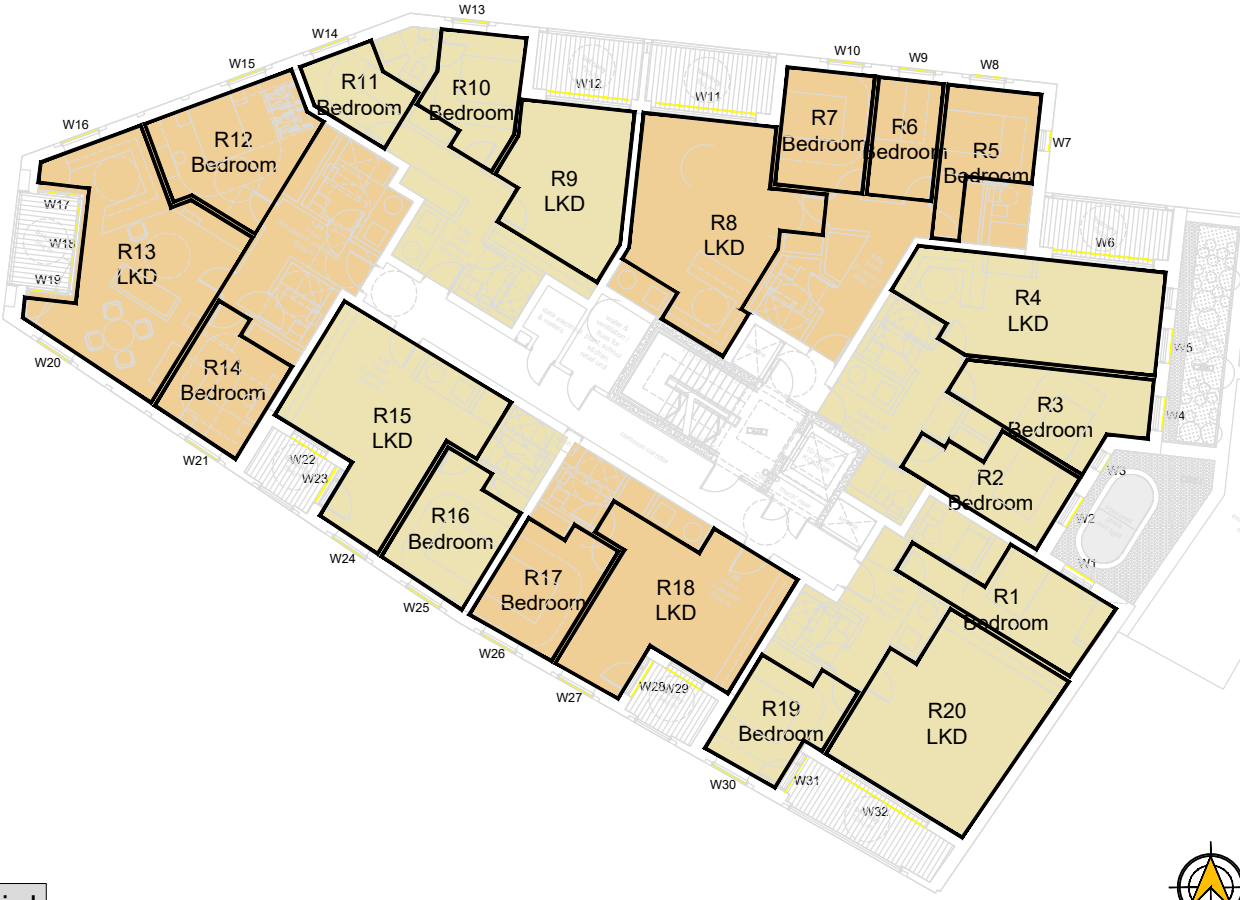 W13
W14
W15
W16
W10
W9
W8
W7
W12
W11
R11
Bedroom
R10
Bedroom
R7
Bedroom
R6
Bedroom
R5
Bedroom
R12
Bedroom
R9
LKD
R8
LKD
W17
W18
W19
R13
LKD
W6
R4
LKD
W5
W4
W20
R14
Bedroom
R15
LKD
R3
Bedroom
W21
W22
W23
W3
R2
Bedroom
W2
W1
R16
Bedroom
W24
W25
R17
Bedroom
R18
LKD
R1
Bedroom
W26
W27
W28
W29
R19
Bedroom
R20
LKD
W30
W31
W32